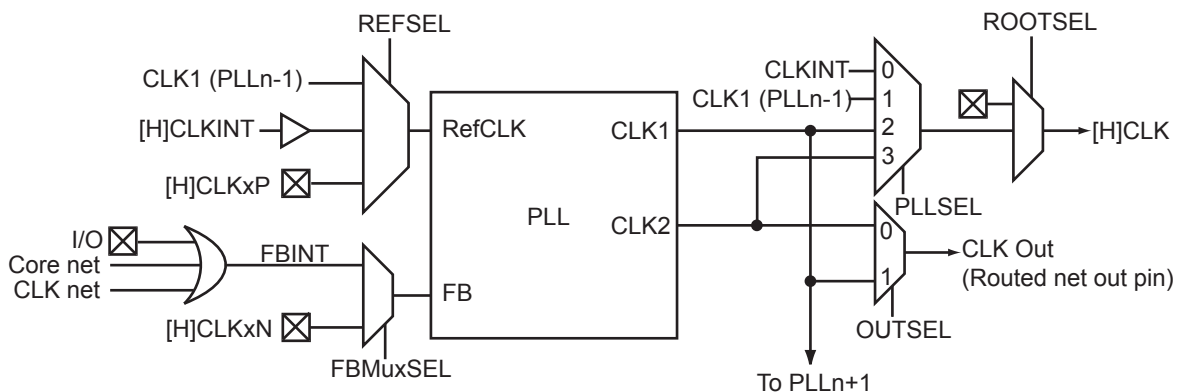 REFSEL
ROOTSEL
CLK1 (PLLn-1)
CLKINT
0
CLK1 (PLLn-1)
1
[H]CLKINT
RefCLK
CLK1
2
[H]CLK
3
[H]CLKxP
PLL
PLLSEL
CLK2
0
I/O
FBINT
CLK Out
Core net
(Routed net out pin)
CLK net
FB
1
[H]CLKxN
OUTSEL
FBMuxSEL
To PLLn+1